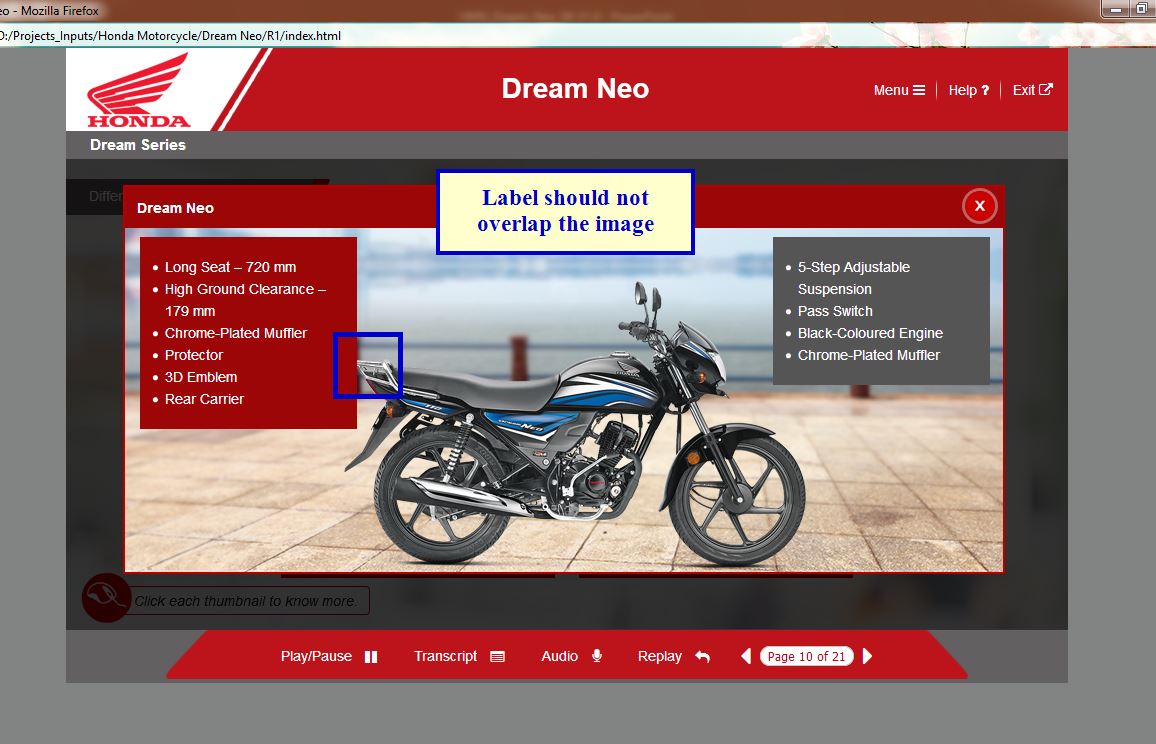 eo - Mozilla Firefox
D:/Projects_Inputs/Honda Motorcycle/Dream Neo/R1/index.html
HONDA
Dream Neo
Menu
Help ?
Exit
Dream Series
Differ
Dream Neo
Label should not
overlap the image
X
• Long Seat – 720 mm
• High Ground Clearance –
179 mm
• Chrome-Plated Muffler
• Protector
• 3D Emblem
• Rear Carrier
• 5-Step Adjustable
Suspension
• Pass Switch
• Black-Coloured Engine
• Chrome-Plated Muffler
HONDA
DREAM NEO
Click each thumbnail to know more.
Play/Pause
Transcript
Audio
Replay
Page 10 of 21